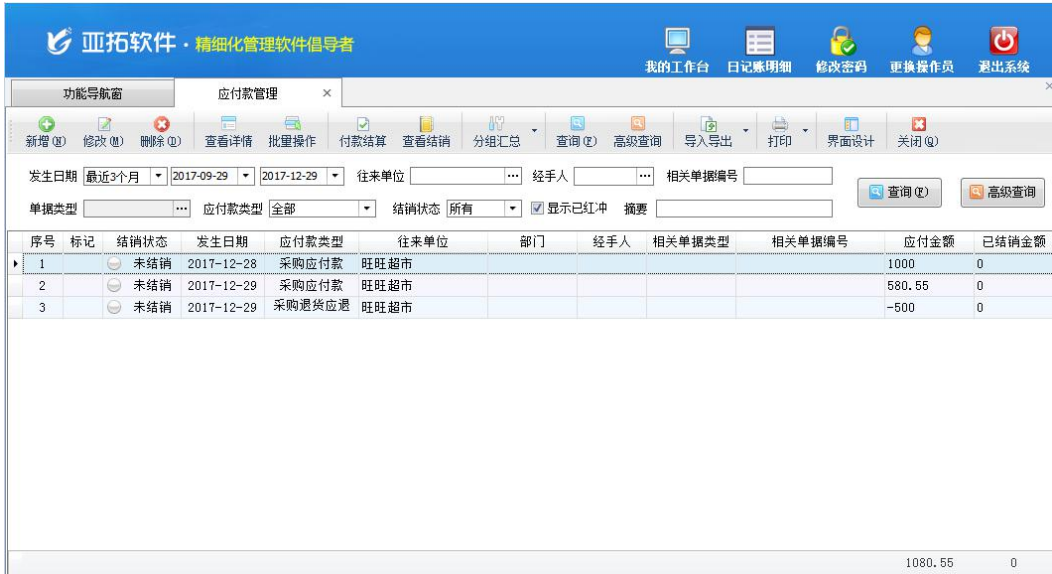 亚拓软件·精细化管理软件倡导者
我的工作台 日记账明细 修改密码 更换操作员 退出系统
功能导航窗 应付款管理 ×
新增(N) 修改(M) 删除(D) 查看详情 批量操作 付款结算 查看结销 分组汇总 查询(F) 高级查询 导入导出 打印 界面设计 关闭(Q)
发生日期 最近3个月 2017-09-29 2017-12-29 往来单位 ... 经手人 ... 相关单据编号
查询(F) 高级查询
单据类型 ... 应付款类型 全部 结销状态 所有 显示已红冲 摘要
序号 标记 结销状态 发生日期 应付款类型 往来单位 部门 经手人 相关单据类型 相关单据编号 应付金额 已结销金额
1 未结销 2017-12-28 采购应付款 旺旺超市 1000 0
2 未结销 2017-12-29 采购应付款 旺旺超市 580.55 0
3 未结销 2017-12-29 采购退货应退 旺旺超市 -500 0
1080.55 0